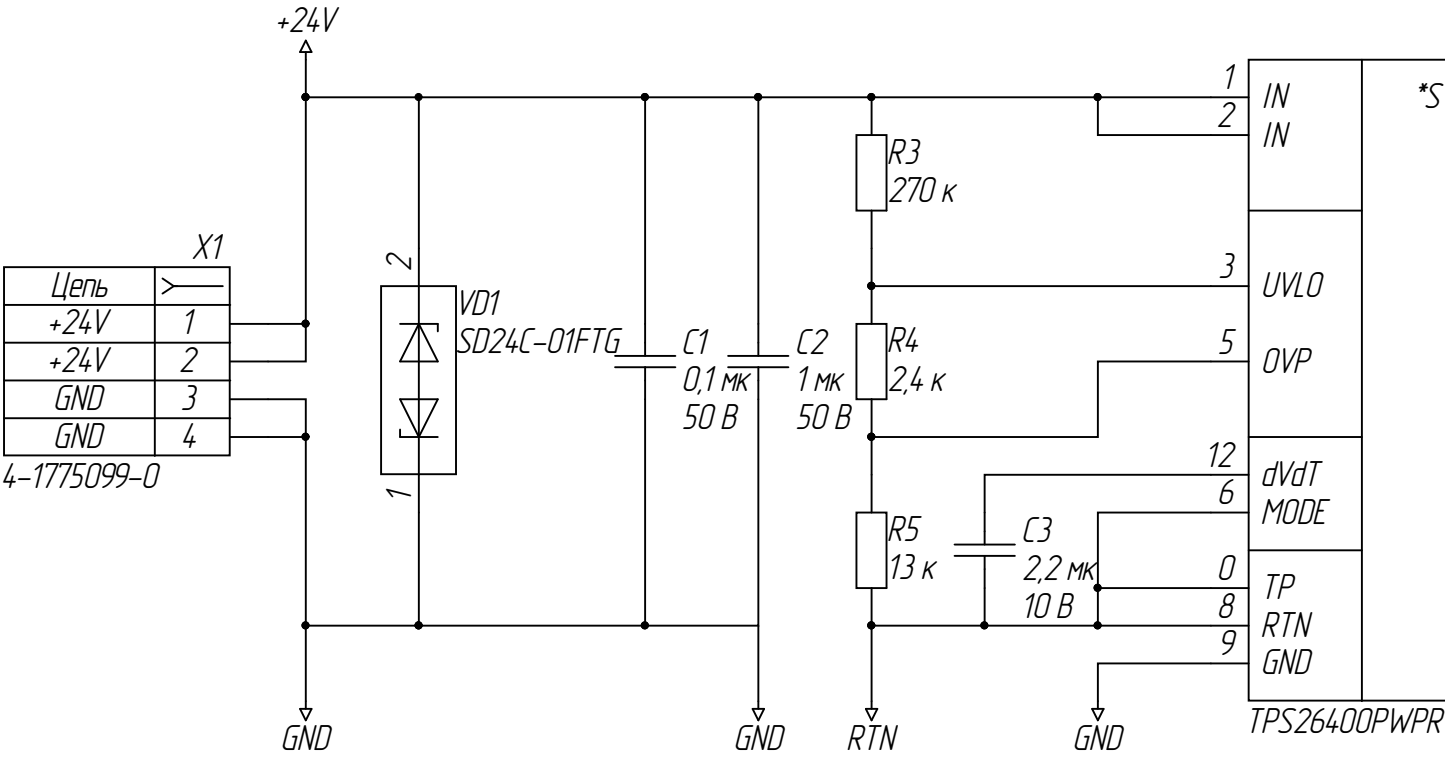 +24V
X1
Цепь
+24V 1
+24V 2
GND 3
GND 4
4-1775099-0
2
VD1
SD24C-01FTG
1
C1
0,1 мк
50 В
C2
1 мк
50 В
R3
270 к
R4
2,4 к
R5
13 к
C3
2,2 мк
10 В
1 IN
2 IN
3 UVLO
5 OVP
12 dVdT
6 MODE
0 TP
8 RTN
9 GND
*S
TPS26400PWPR
GND
GND
RTN
GND